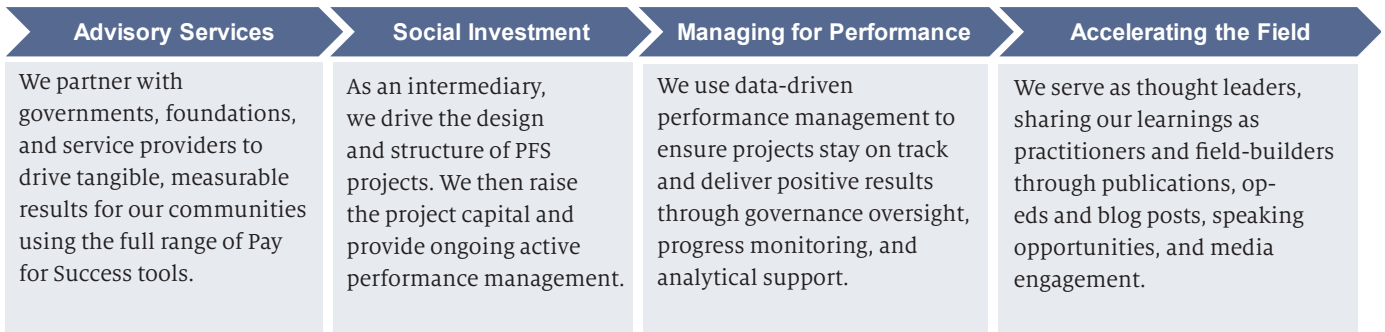 Advisory Services
We partner with
governments, foundations,
and service providers to
drive tangible, measurable
results for our communities
using the full range of Pay
for Success tools.
Social Investment
As an intermediary,
we drive the design
and structure of PFS
projects. We then raise
the project capital and
provide ongoing active
performance management.
Managing for Performance
We use data-driven
performance management to
ensure projects stay on track
and deliver positive results
through governance oversight,
progress monitoring, and
analytical support.
Accelerating the Field
We serve as thought leaders,
sharing our learnings as
practitioners and field-builders
through publications, op-
eds and blog posts, speaking
opportunities, and media
engagement.